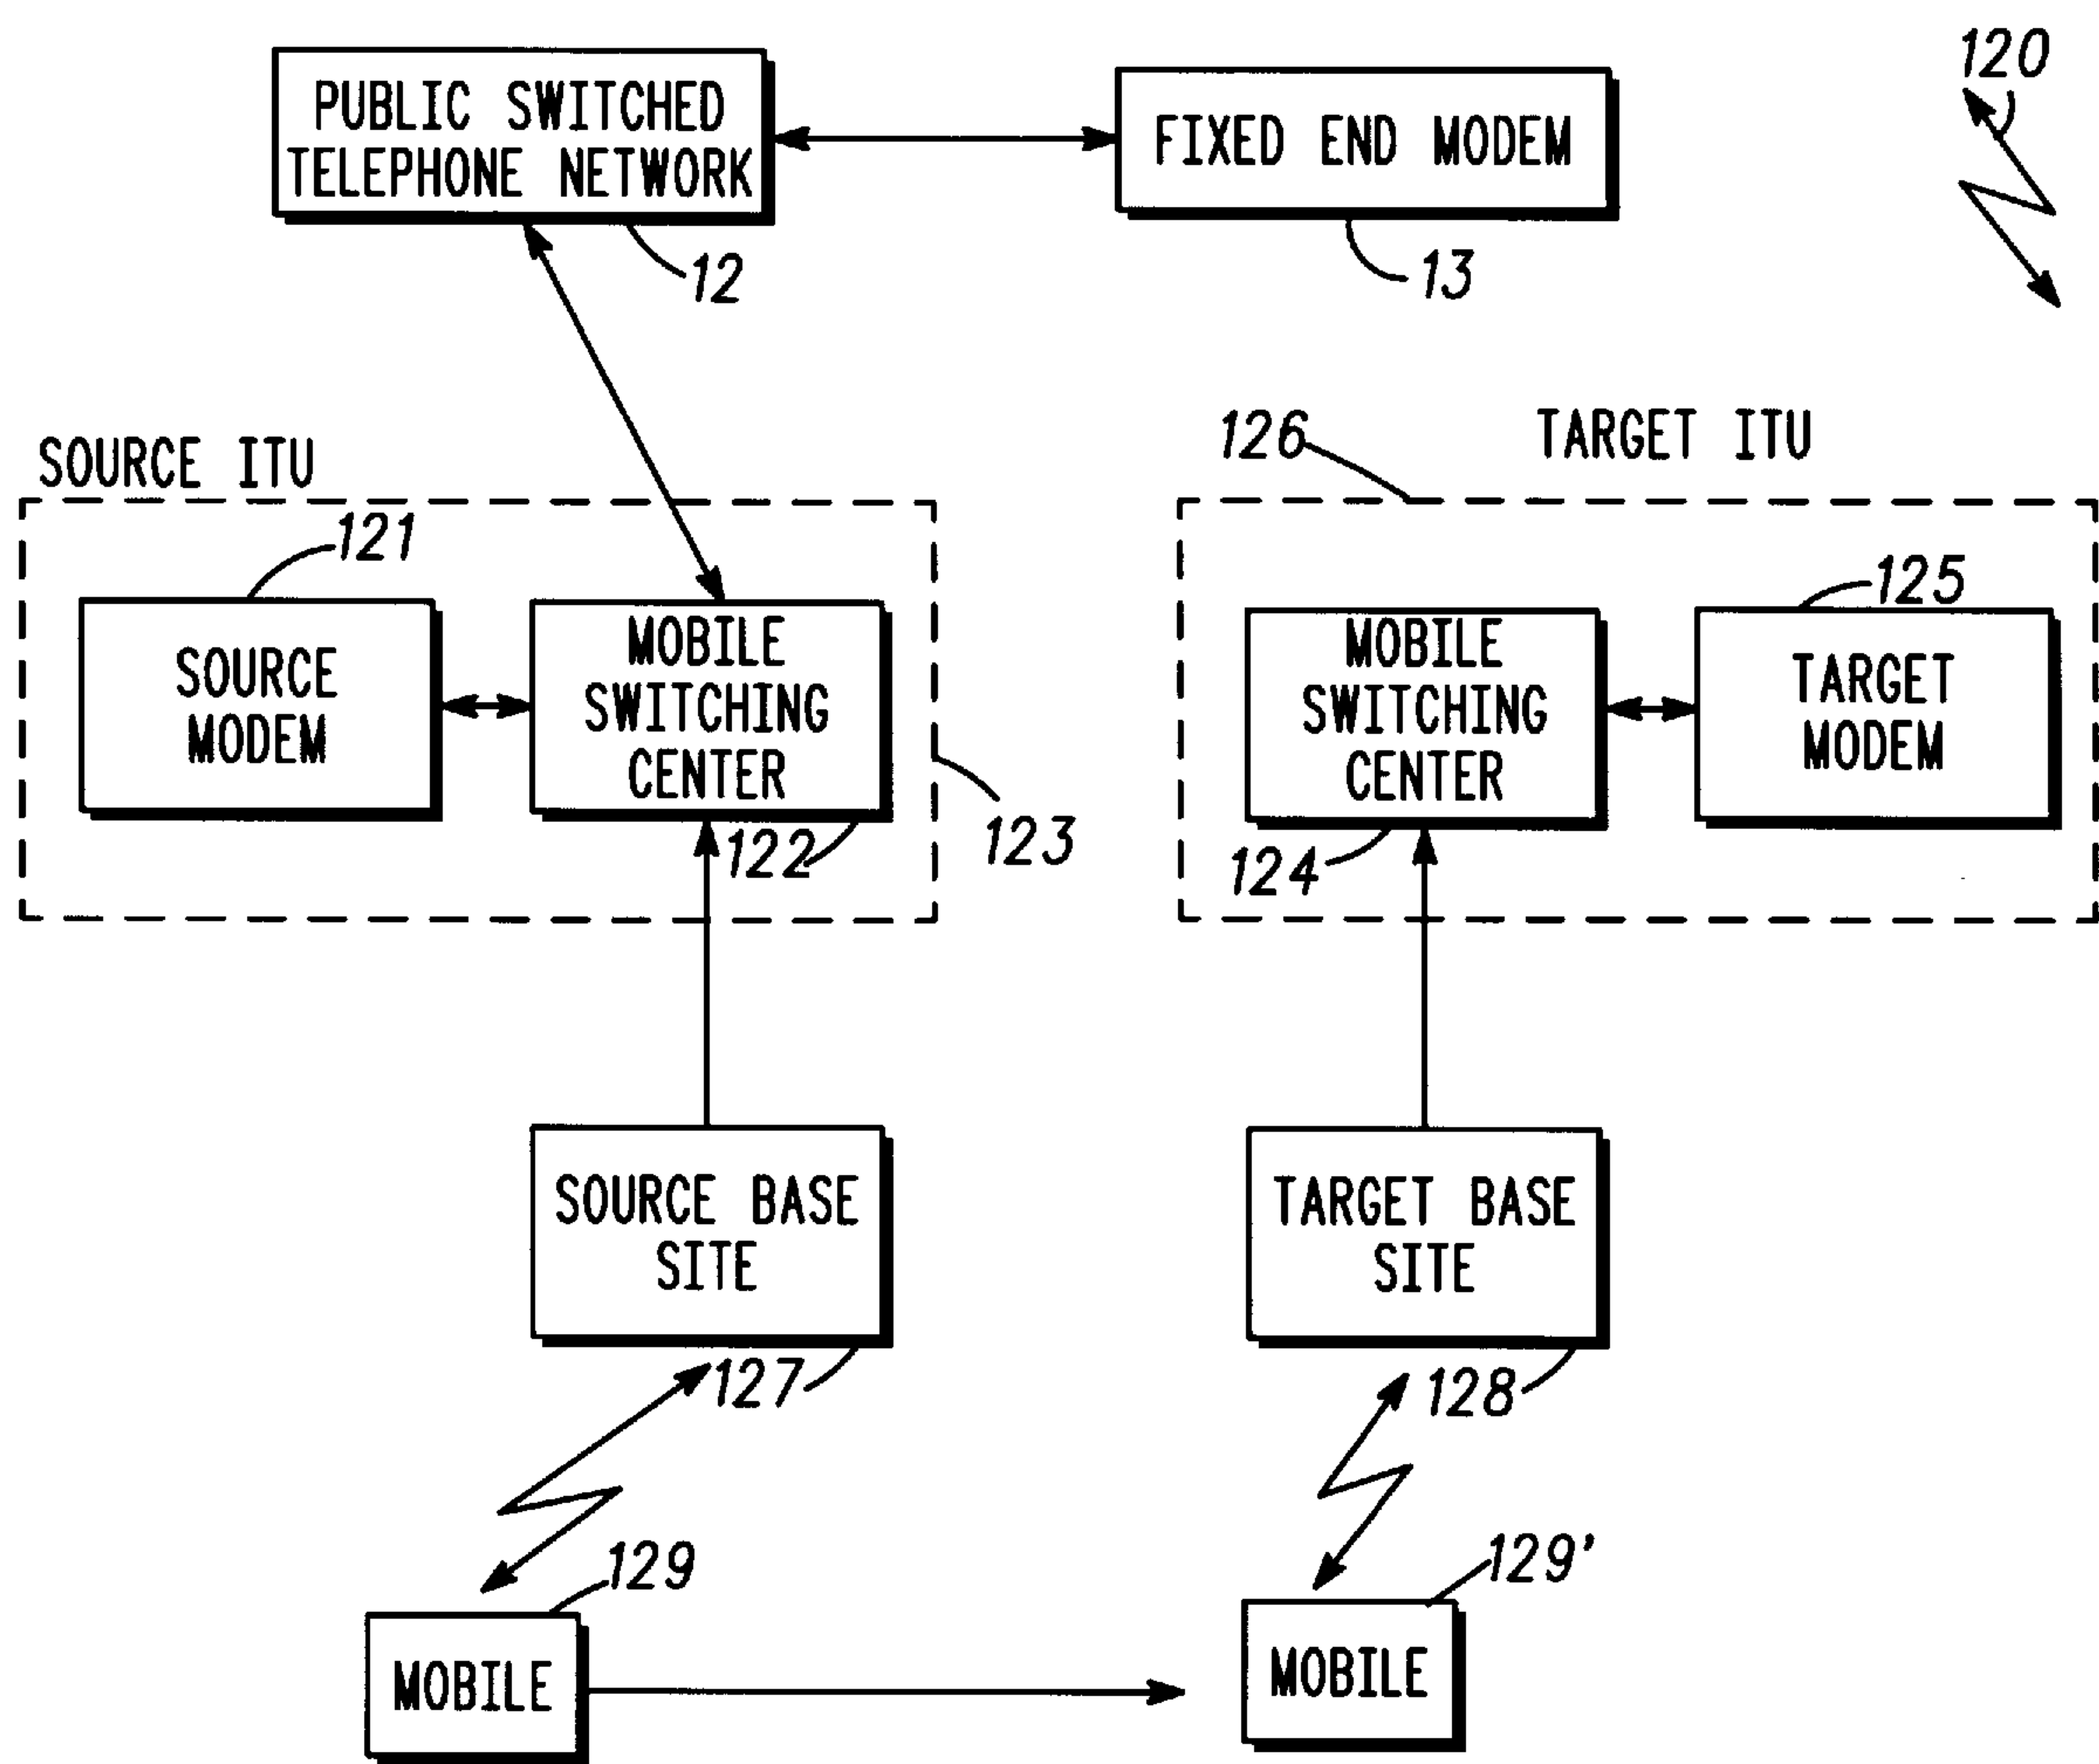 120
PUBLIC SWITCHED
TELEPHONE NETWORK
12
FIXED END MODEM
13
SOURCE ITU
121
SOURCE
MODEM
MOBILE
SWITCHING
CENTER
122
123
126
TARGET ITU
125
MOBILE
SWITCHING
CENTER
124
TARGET
MODEM
SOURCE BASE
SITE
127
TARGET BASE
SITE
128
129
MOBILE
129'
MOBILE